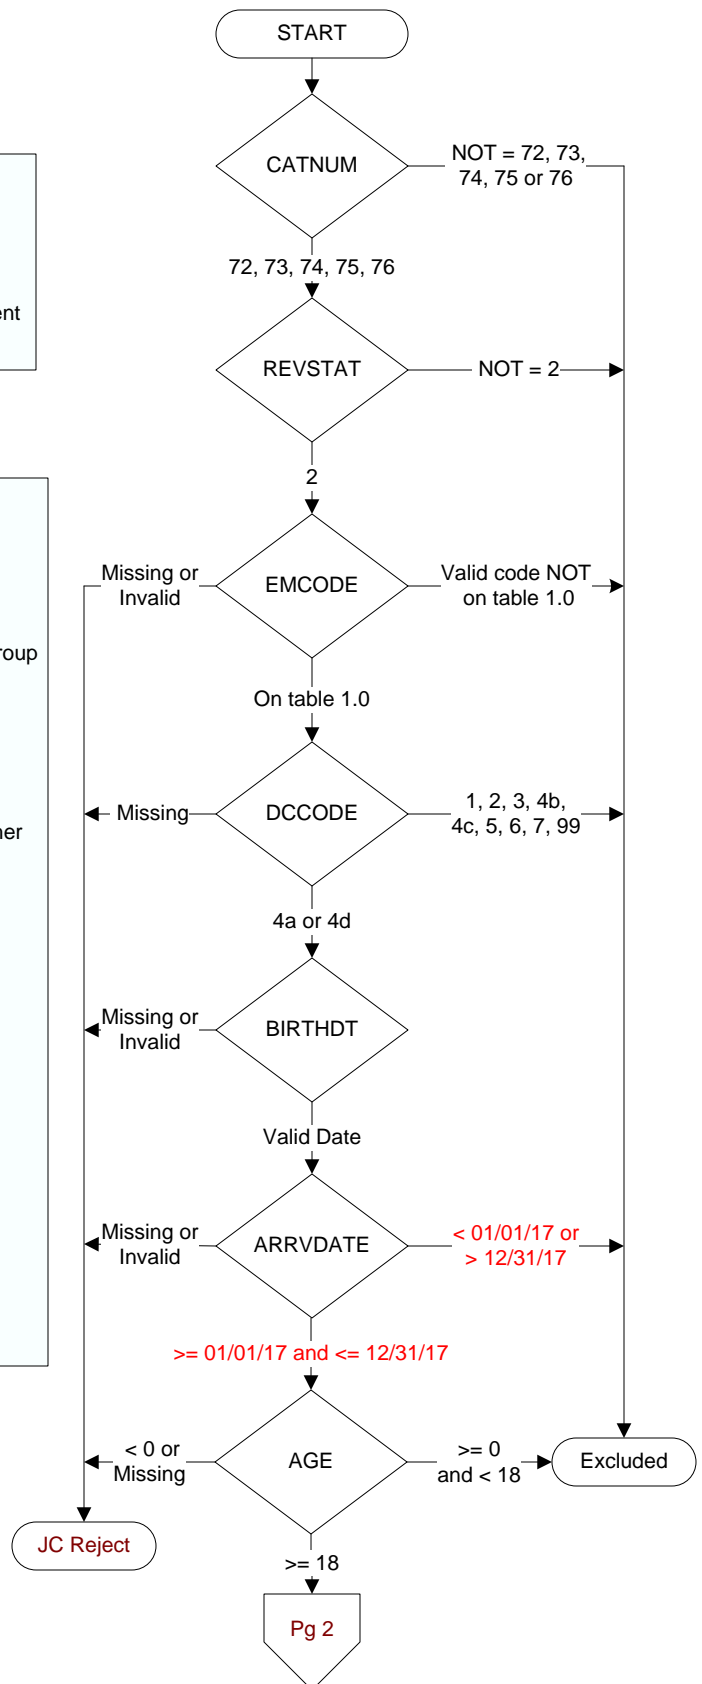 START
CATNUM
NOT = 72, 73,
74, 75 or 76
72, 73, 74, 75, 76
REVSTAT
NOT = 2
2
Missing or
Invalid
EMCODE
Valid code NOT
on table 1.0
On table 1.0
Missing
DCCODE
1, 2, 3, 4b,
4c, 5, 6, 7, 99
4a or 4d
Missing or
Invalid
BIRTHDT
Valid Date
Missing or
Invalid
ARRVDATE
< 01/01/17 or
> 12/31/17
>= 01/01/17 and <= 12/31/17
< 0 or
Missing
AGE
>= 0
and < 18
Excluded
JC Reject
>= 18
Pg 2